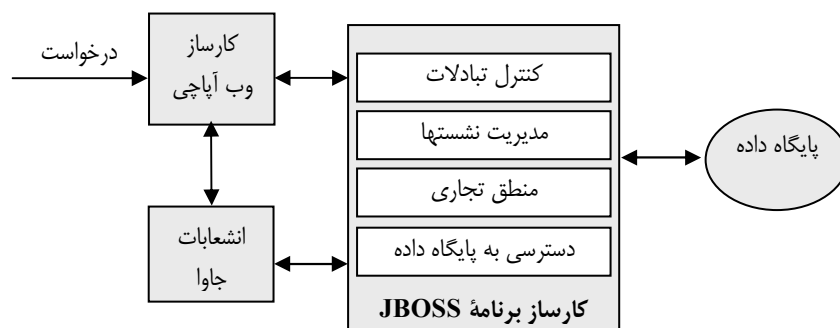 درخواست
کارساز
وب آپاچی
کنترل تبادلات
مدیریت نشستها
منطق تجاری
دسترسی به پایگاه داده
کارساز برنامهٔ JBOSS
پایگاه داده
انشعابات
جاوا